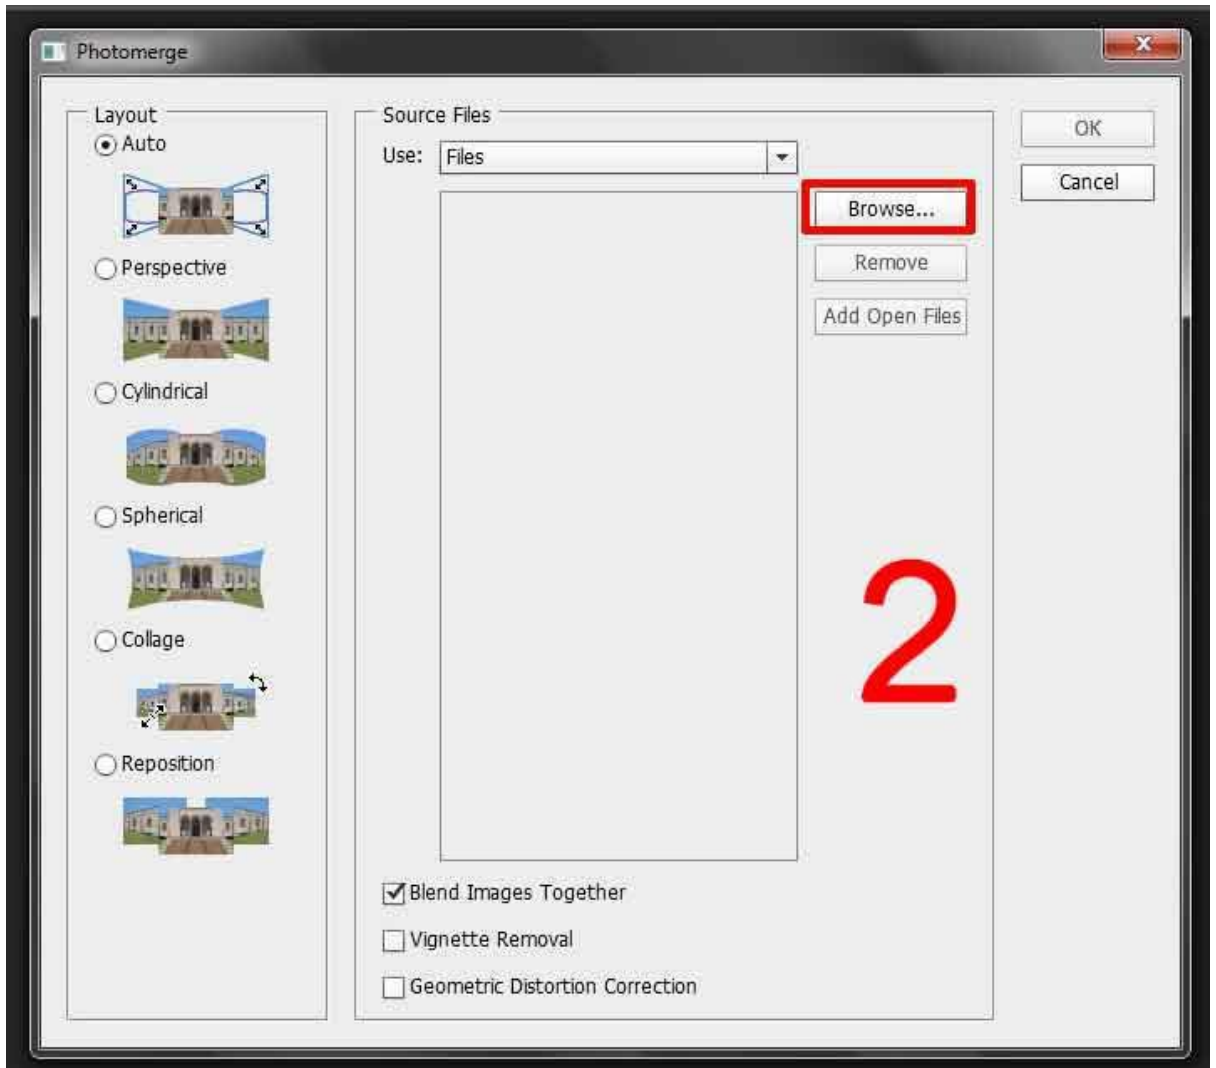 Photomerge
Layout
Auto
Perspective
Cylindrical
Spherical
Collage
Reposition
Source Files
Use: Files
Browse...
Remove
Add Open Files
2
Blend Images Together
Vignette Removal
Geometric Distortion Correction
OK
Cancel